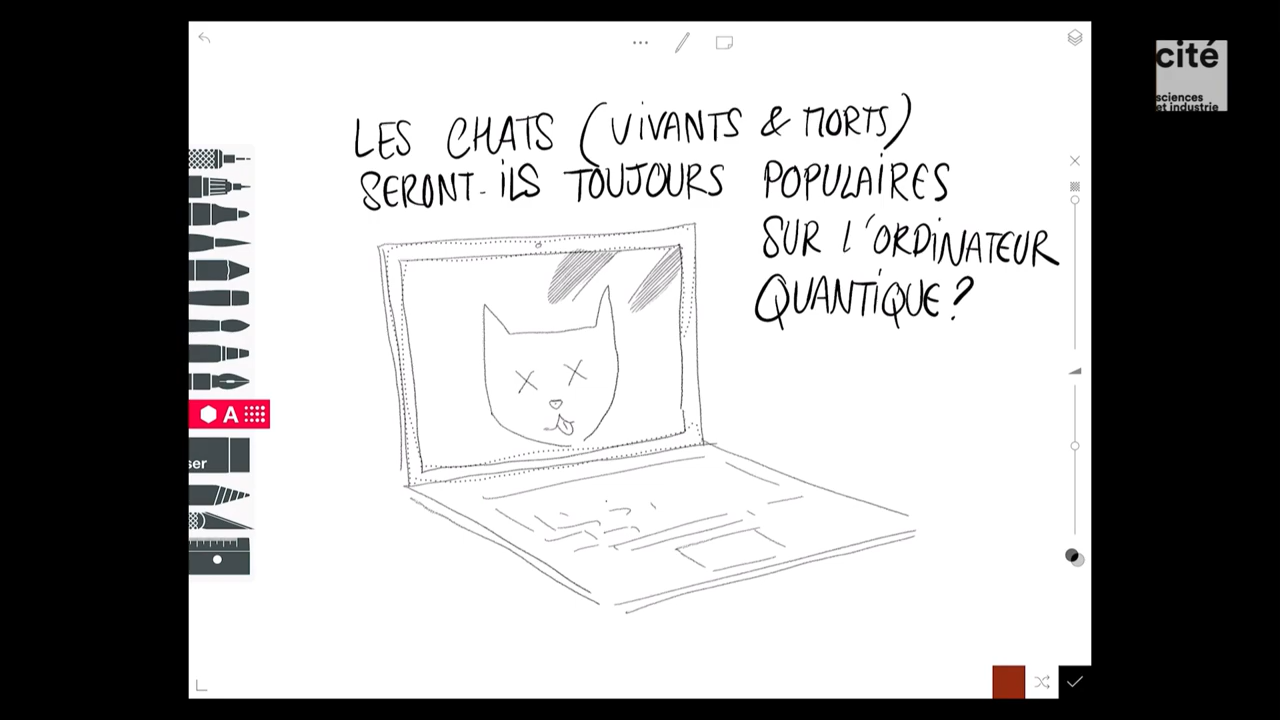 cité
sciences
et industrie
LES CHATS (ViVANTS & MORTS)
SERONT-iLS TOUJOURS POPULAiRES
SUR L'ORDiNATEUR
QUANTiQUE?
A
ser